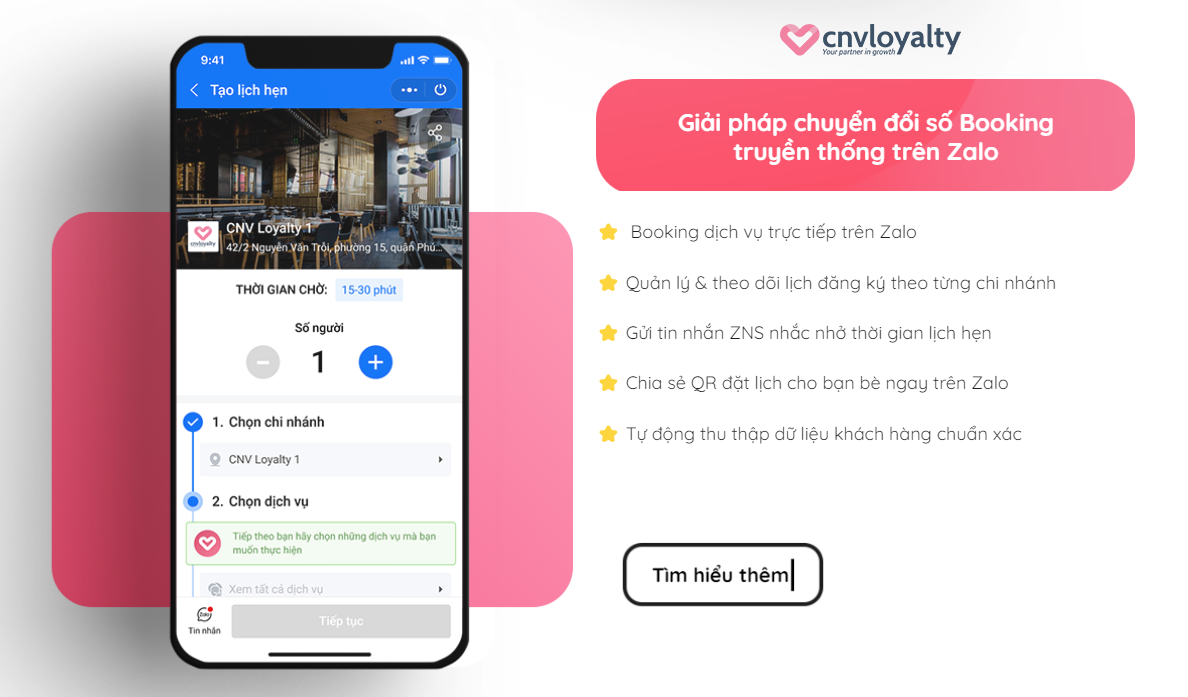 9:41
Tạo lịch hẹn
cnvloyalty
CNV Loyalty 1
42/2 Nguyễn Văn Trỗi, phường 15, quận Phú...
THỜI GIAN CHỜ: 15-30 phút
Số người
1
1. Chọn chi nhánh
CNV Loyalty 1
2. Chọn dịch vụ
Tiếp theo bạn hãy chọn những dịch vụ mà bạn
muốn thực hiện
Xem tất cả dịch vụ
Zalo
Tin nhắn
Tiếp tục
cnvloyalty
Your partner in growth
Giải pháp chuyển đổi số Booking
truyền thống trên Zalo
Booking dịch vụ trực tiếp trên Zalo
Quản lý & theo dõi lịch đăng ký theo từng chi nhánh
Gửi tin nhắn ZNS nhắc nhở thời gian lịch hẹn
Chia sẻ QR đặt lịch cho bạn bè ngay trên Zalo
Tự động thu thập dữ liệu khách hàng chuẩn xác
Tìm hiểu thêm